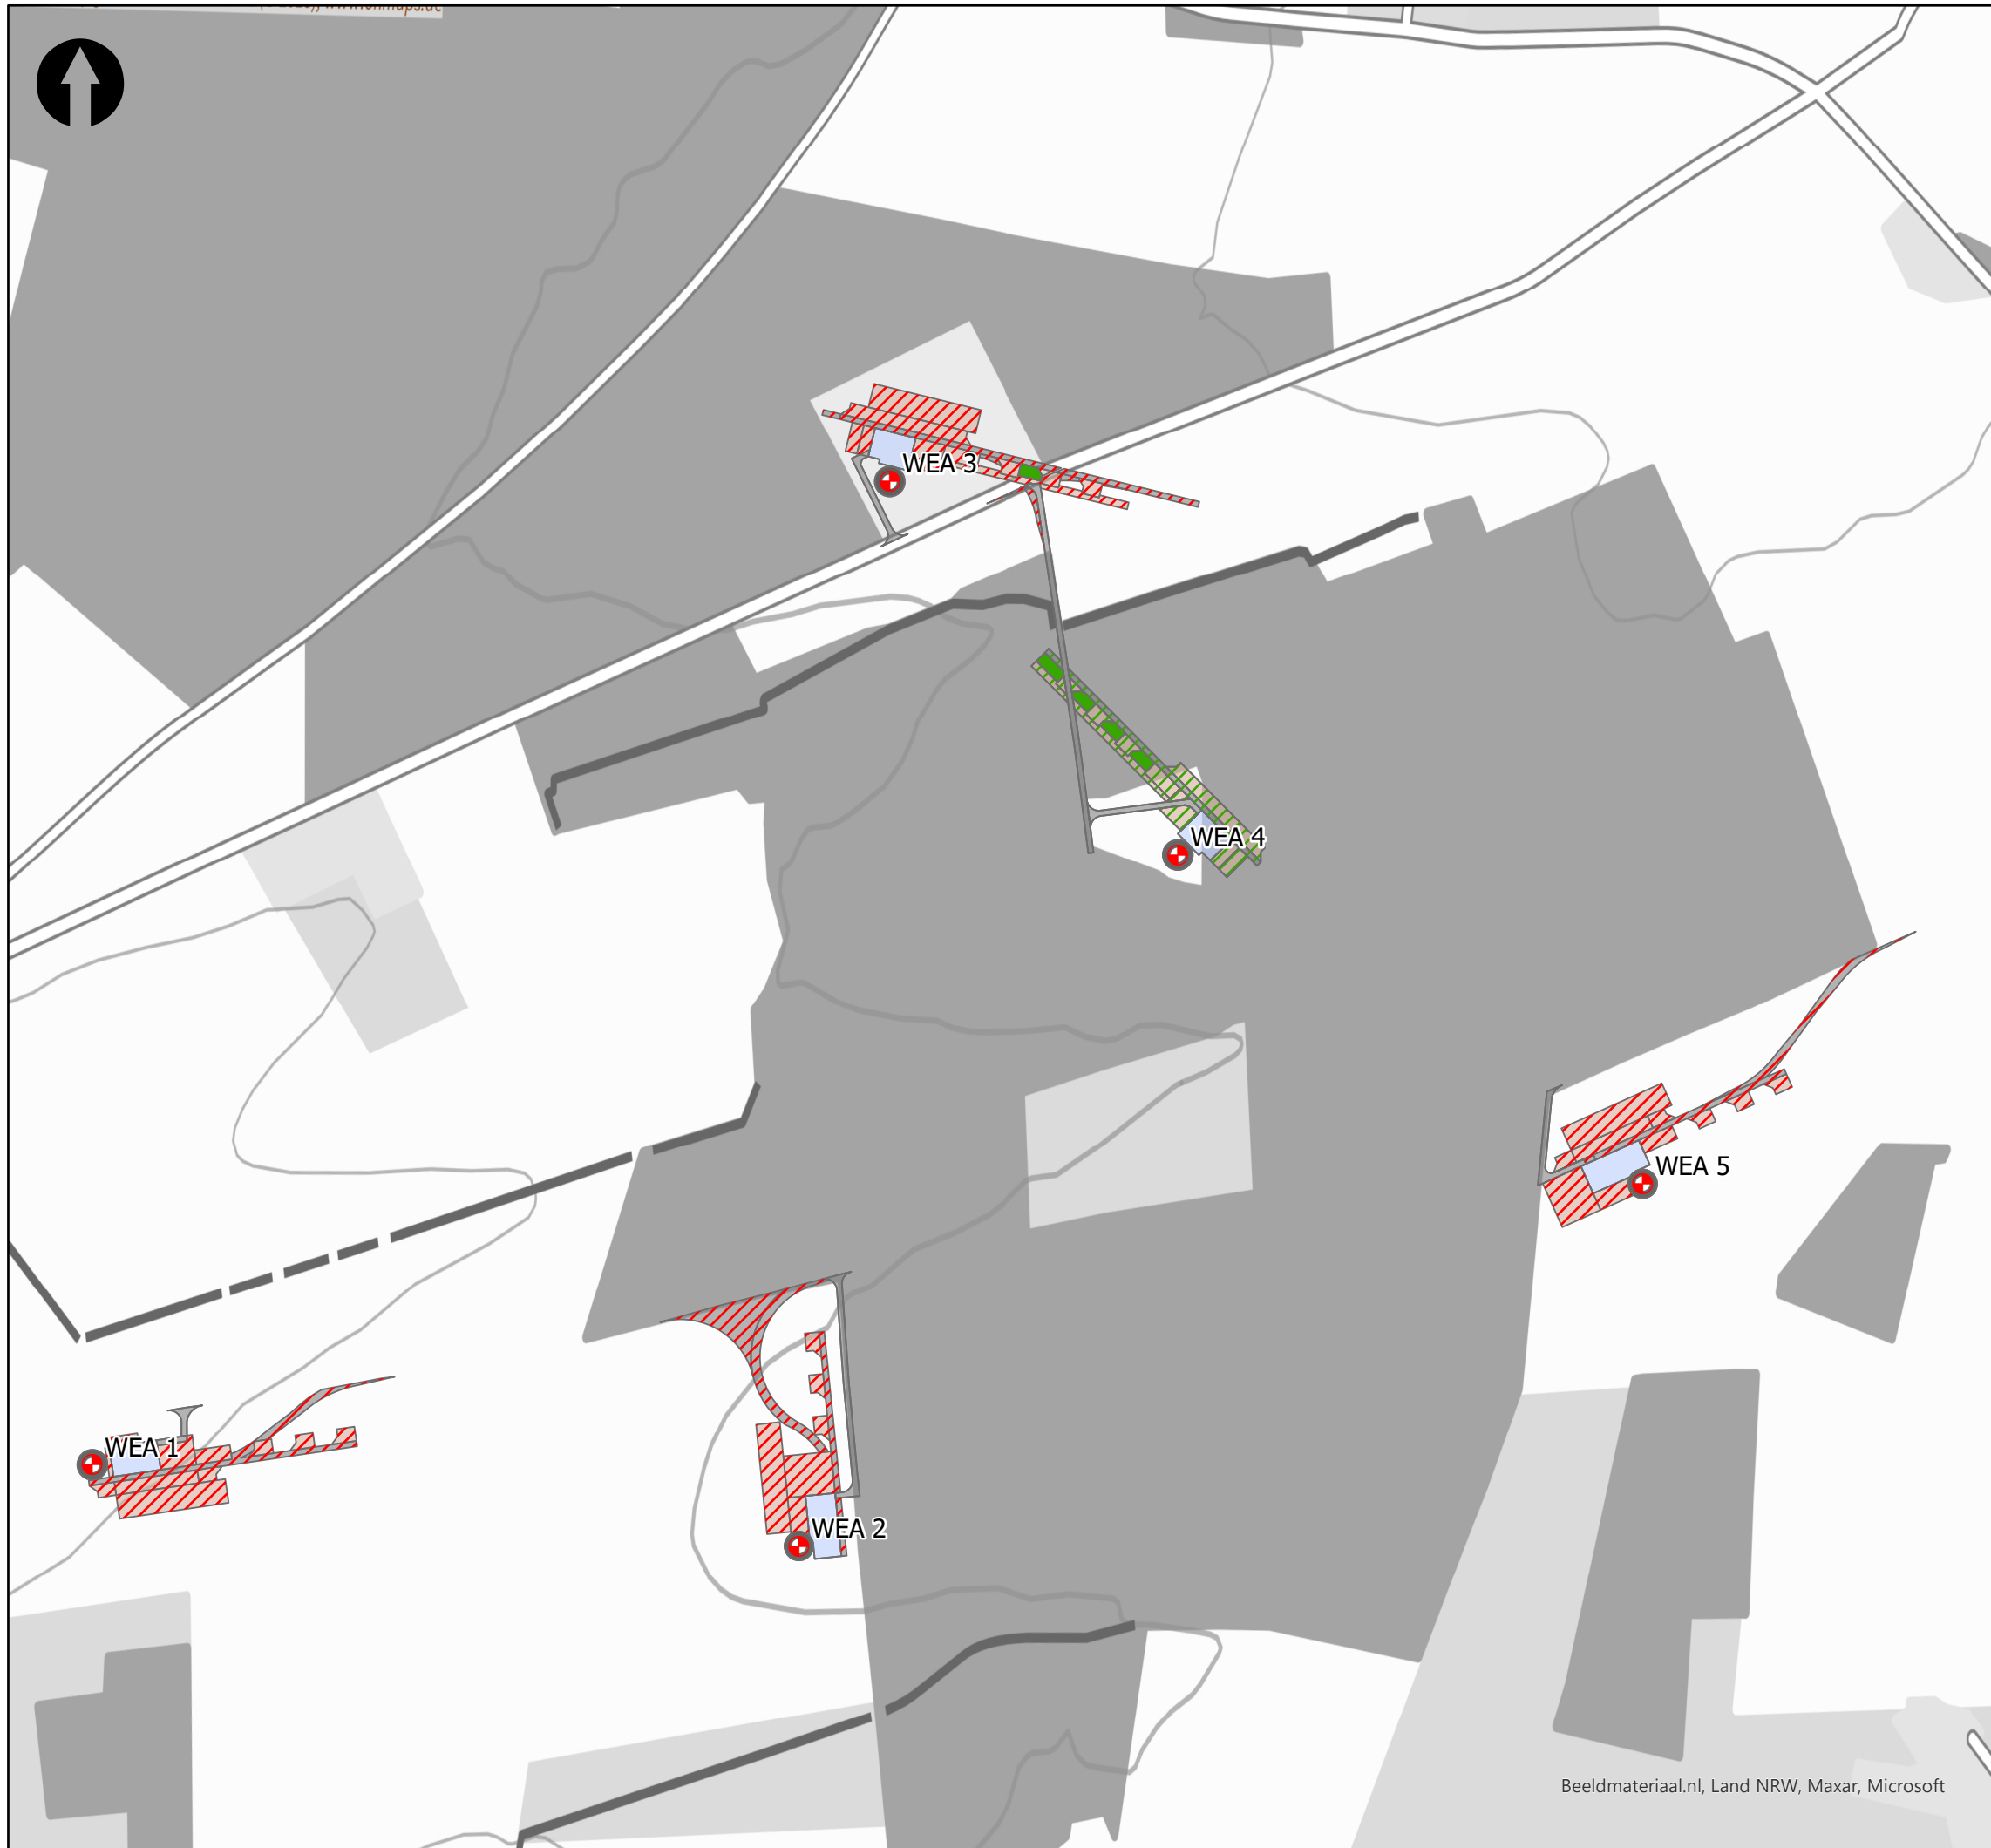 WEA 3
WEA 4
WEA 5
WEA 1
WEA 2
Beeldmateriaal.nl, Land NRW, Maxar, Microsoft